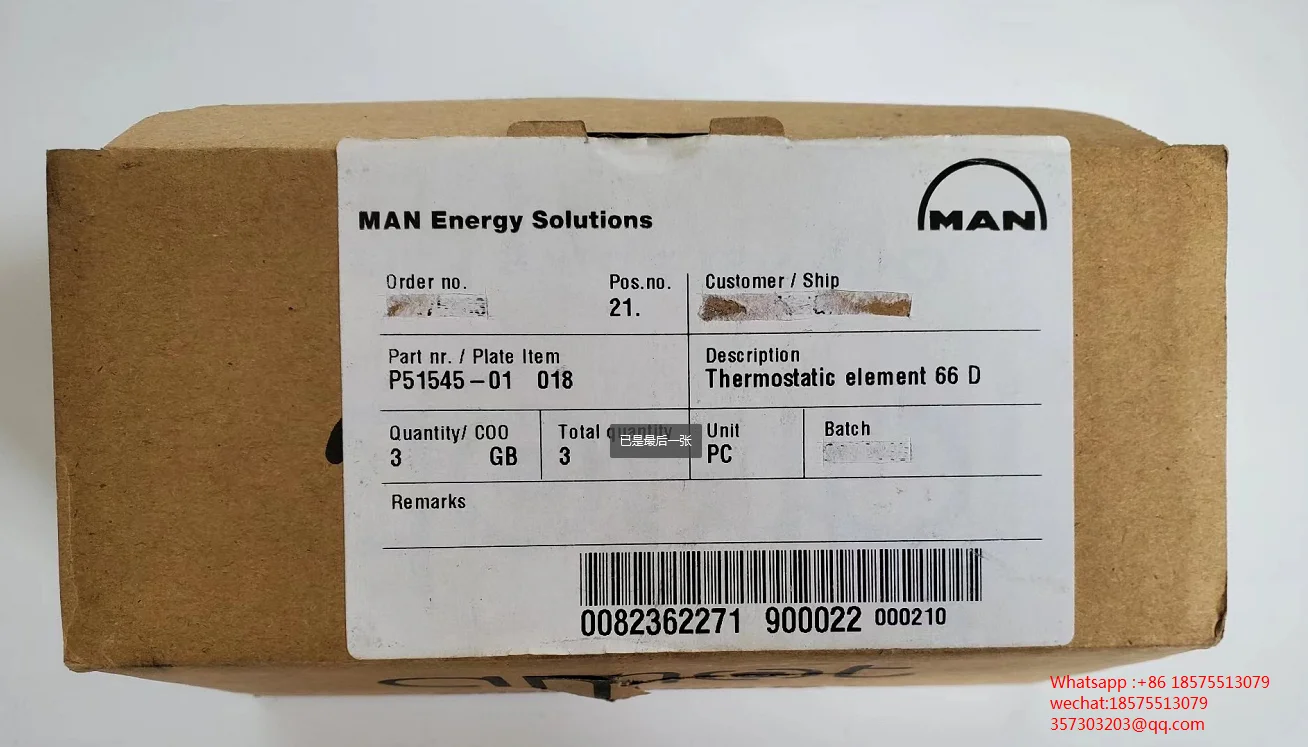 MAN Energy Solutions
MAN
Order no.
Pos.no.
21.
Customer / Ship
Part nr. / Plate Item
P51545-01 018
Description
Thermostatic element 66 D
Quantity/ COO
3 GB
Total quantity
3
已是最后一张
Unit
PC
Batch
Remarks
0082362271 900022 000210
amot
Whatsapp :+86 18575513079
wechat:18575513079
357303203@qq.com